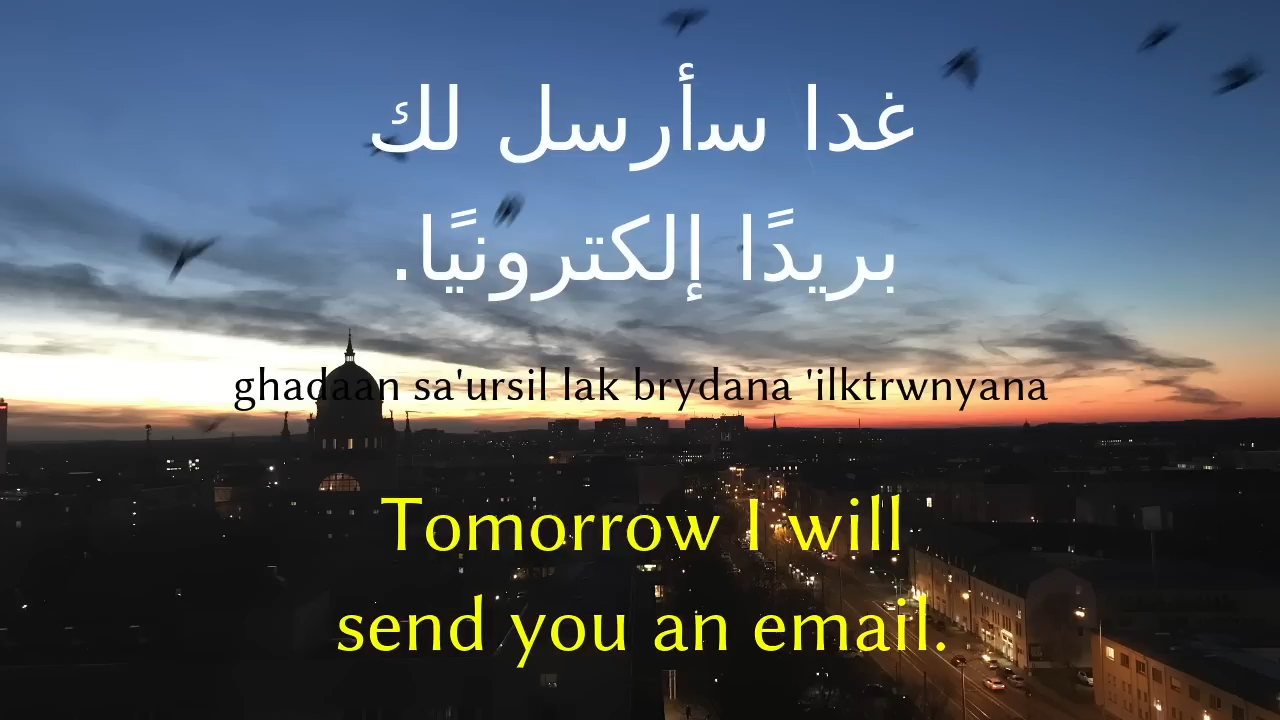 غدا سأرسل لك
بريدًا إلكترونيًا.
ghadaan sa'ursil lak brydana 'ilktrwnyana
Tomorrow I will
send you an email.